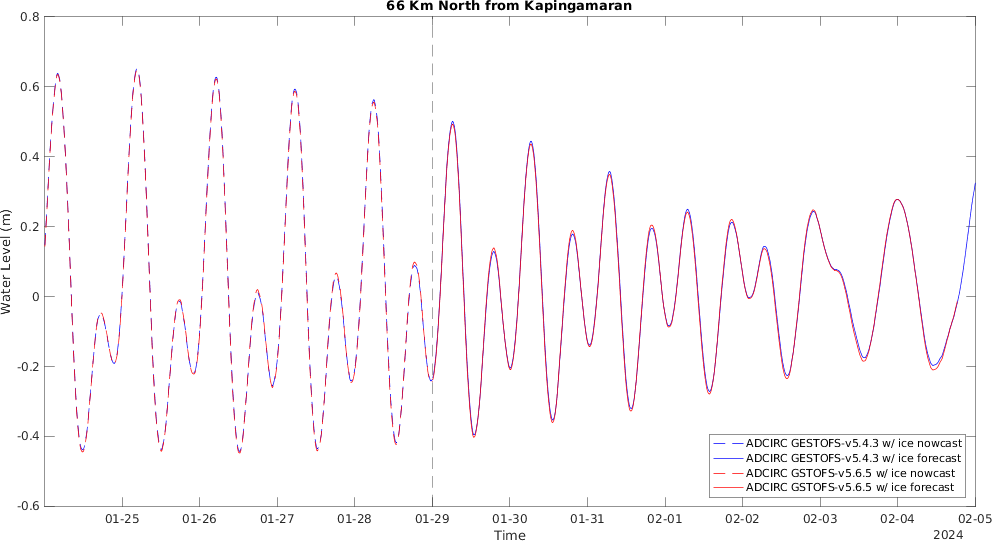 66 Km North from Kapingamaran
Water Level (m)
0.8
0.6
0.4
0.2
0
-0.2
-0.4
-0.6
ADCIRC GESTOFS-v5.4.3 w/ ice nowcast
ADCIRC GESTOFS-v5.4.3 w/ ice forecast
ADCIRC GSTOFS-v5.6.5 w/ ice nowcast
ADCIRC GSTOFS-v5.6.5 w/ ice forecast
01-25 01-26 01-27 01-28 01-29 01-30 01-31 02-01 02-02 02-03 02-04 02-05
Time
2024